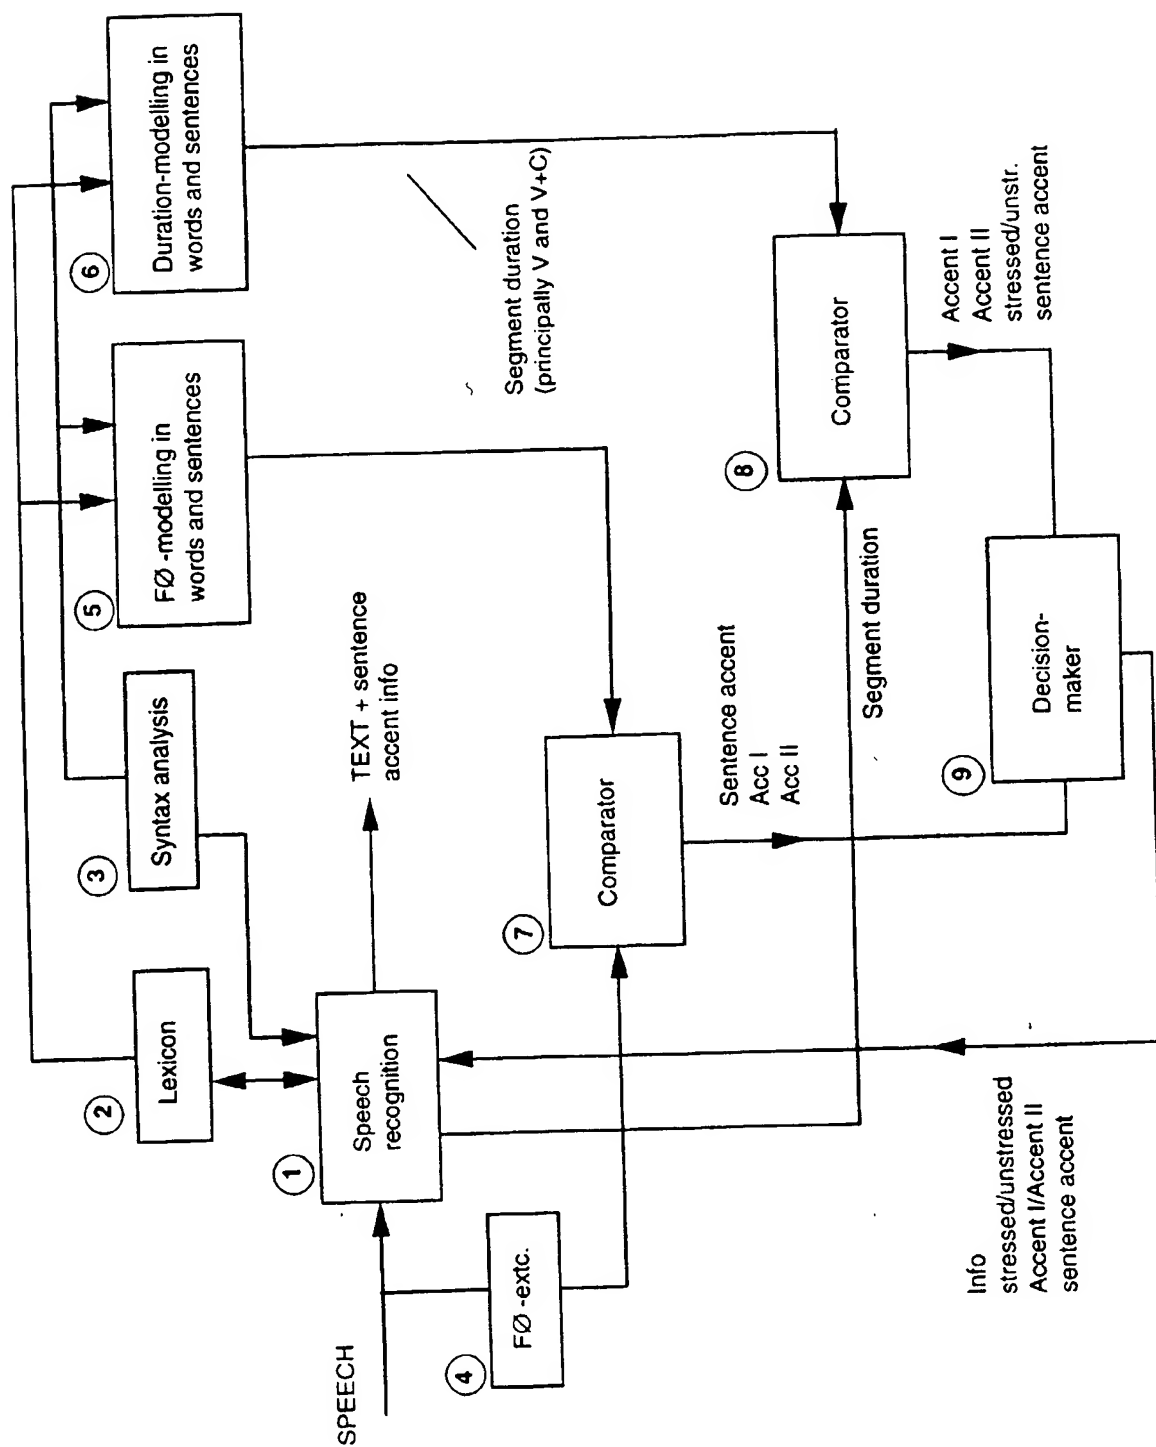 SPEECH
4
FØ -extc.
1
Speech
recognition
2
Lexicon
3
Syntax analysis
TEXT + sentence
accent info
5
FØ -modelling in
words and sentences
6
Duration-modelling in
words and sentences
Segment duration
(principally V and V+C)
7
Comparator
Sentence accent
Acc I
Acc II
8
Comparator
Segment duration
Accent I
Accent II
stressed/unstr.
sentence accent
9
Decision-
maker
Info
stressed/unstressed
Accent I/Accent II
sentence accent